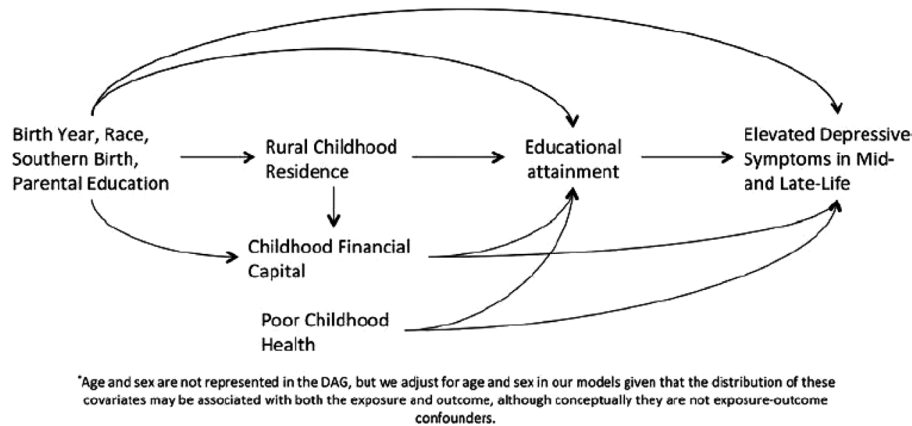 Birth Year, Race,
Southern Birth,
Parental Education
Rural Childhood
Residence
Educational
attainment
Elevated Depressive
Symptoms in Mid-
and Late-Life
Childhood Financial
Capital
Poor Childhood
Health
*Age and sex are not represented in the DAG, but we adjust for age and sex in our models given that the distribution of these
covariates may be associated with both the exposure and outcome, although conceptually they are not exposure-outcome
confounders.